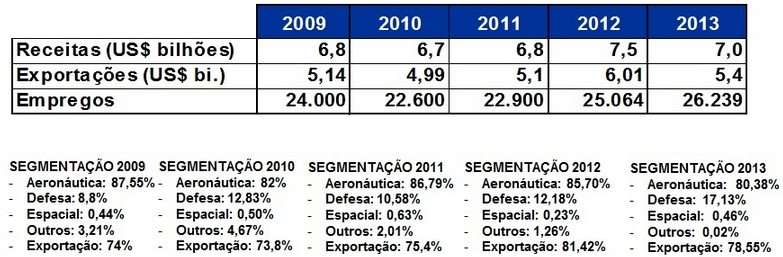 2009 2010 2011 2012 2013
Receitas (US$ bilhões) 6,8 6,7 6,8 7,5 7,0
Exportações (US$ bi.) 5,14 4,99 5,1 6,01 5,4
Empregos 24.000 22.600 22.900 25.064 26.239
SEGMENTAÇÃO 2009
- Aeronáutica: 87,55%
- Defesa: 8,8%
- Espacial: 0,44%
- Outros: 3,21%
- Exportação: 74%
SEGMENTAÇÃO 2010
- Aeronáutica: 82%
- Defesa: 12,83%
- Espacial: 0,50%
- Outros: 4,67%
- Exportação: 73,8%
SEGMENTAÇÃO 2011
- Aeronáutica: 86,79%
- Defesa: 10,58%
- Espacial: 0,63%
- Outros: 2,01%
- Exportação: 75,4%
SEGMENTAÇÃO 2012
- Aeronáutica: 85,70%
- Defesa: 12,18%
- Espacial: 0,23%
- Outros: 1,26%
- Exportação: 81,42%
SEGMENTAÇÃO 2013
- Aeronáutica: 80,38%
- Defesa: 17,13%
- Espacial: 0,46%
- Outros: 0,02%
- Exportação: 78,55%